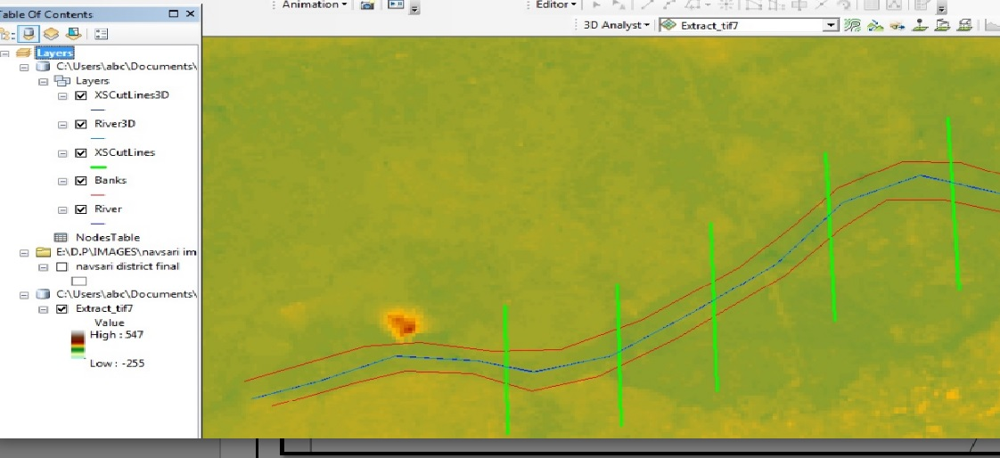 Table Of Contents
Animation
Editor
3D Analyst
Extract_tif7
Layers
C:\Users\abc\Documents\
Layers
XSCutLines3D
River3D
XSCutLines
Banks
River
NodesTable
E:\D.P\IMAGES\navsari im
navsari district final
C:\Users\abc\Documents\
Extract_tif7
Value
High : 547
Low : -255